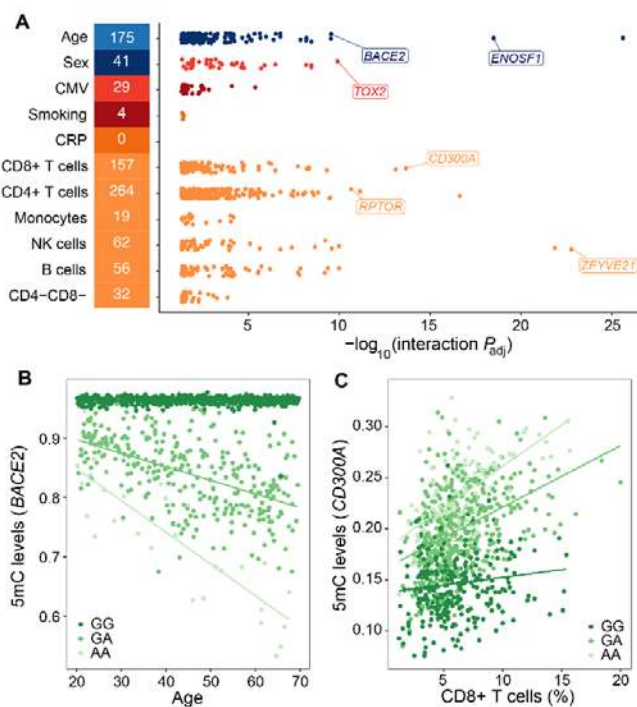 A
Age 175
Sex 41
CMV 29
Smoking 4
CRP 0
CD8+ T cells 157
CD4+ T cells 264
Monocytes 19
NK cells 62
B cells 56
CD4−CD8- 32
BACE2
ENOSF1
TOX2
CD300A
RPTOR
ZFYVE21
5 10 15 20 25
−log10(interaction Padj)
B
5mC levels (BACE2)
0.9
0.8
0.7
0.6
GG
GA
AA
20 30 40 50 60 70
Age
C
5mC levels (CD300A)
0.30
0.25
0.20
0.15
0.10
GG
GA
AA
5 10 15 20
CD8+ T cells (%)